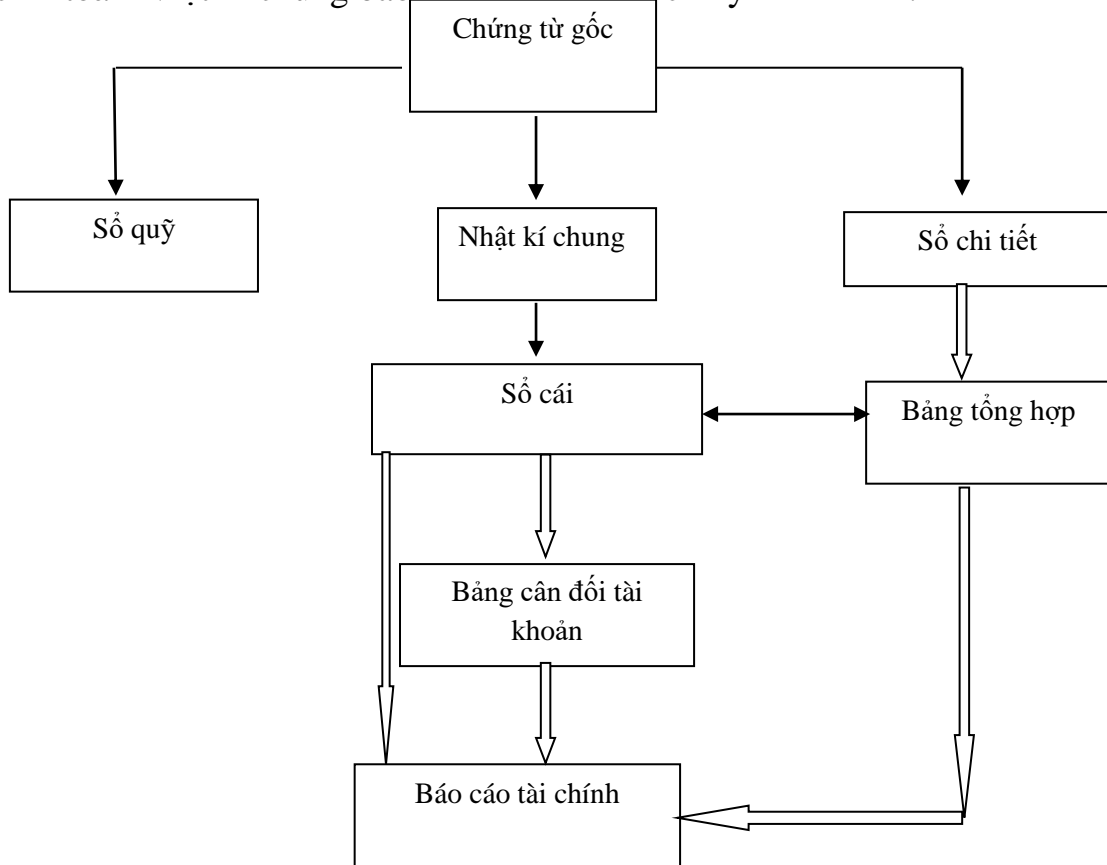 Chứng từ gốc
Sổ quỹ
Nhật kí chung
Sổ chi tiết
Sổ cái
Bảng tổng hợp
Bảng cân đối tài
khoản
Báo cáo tài chính